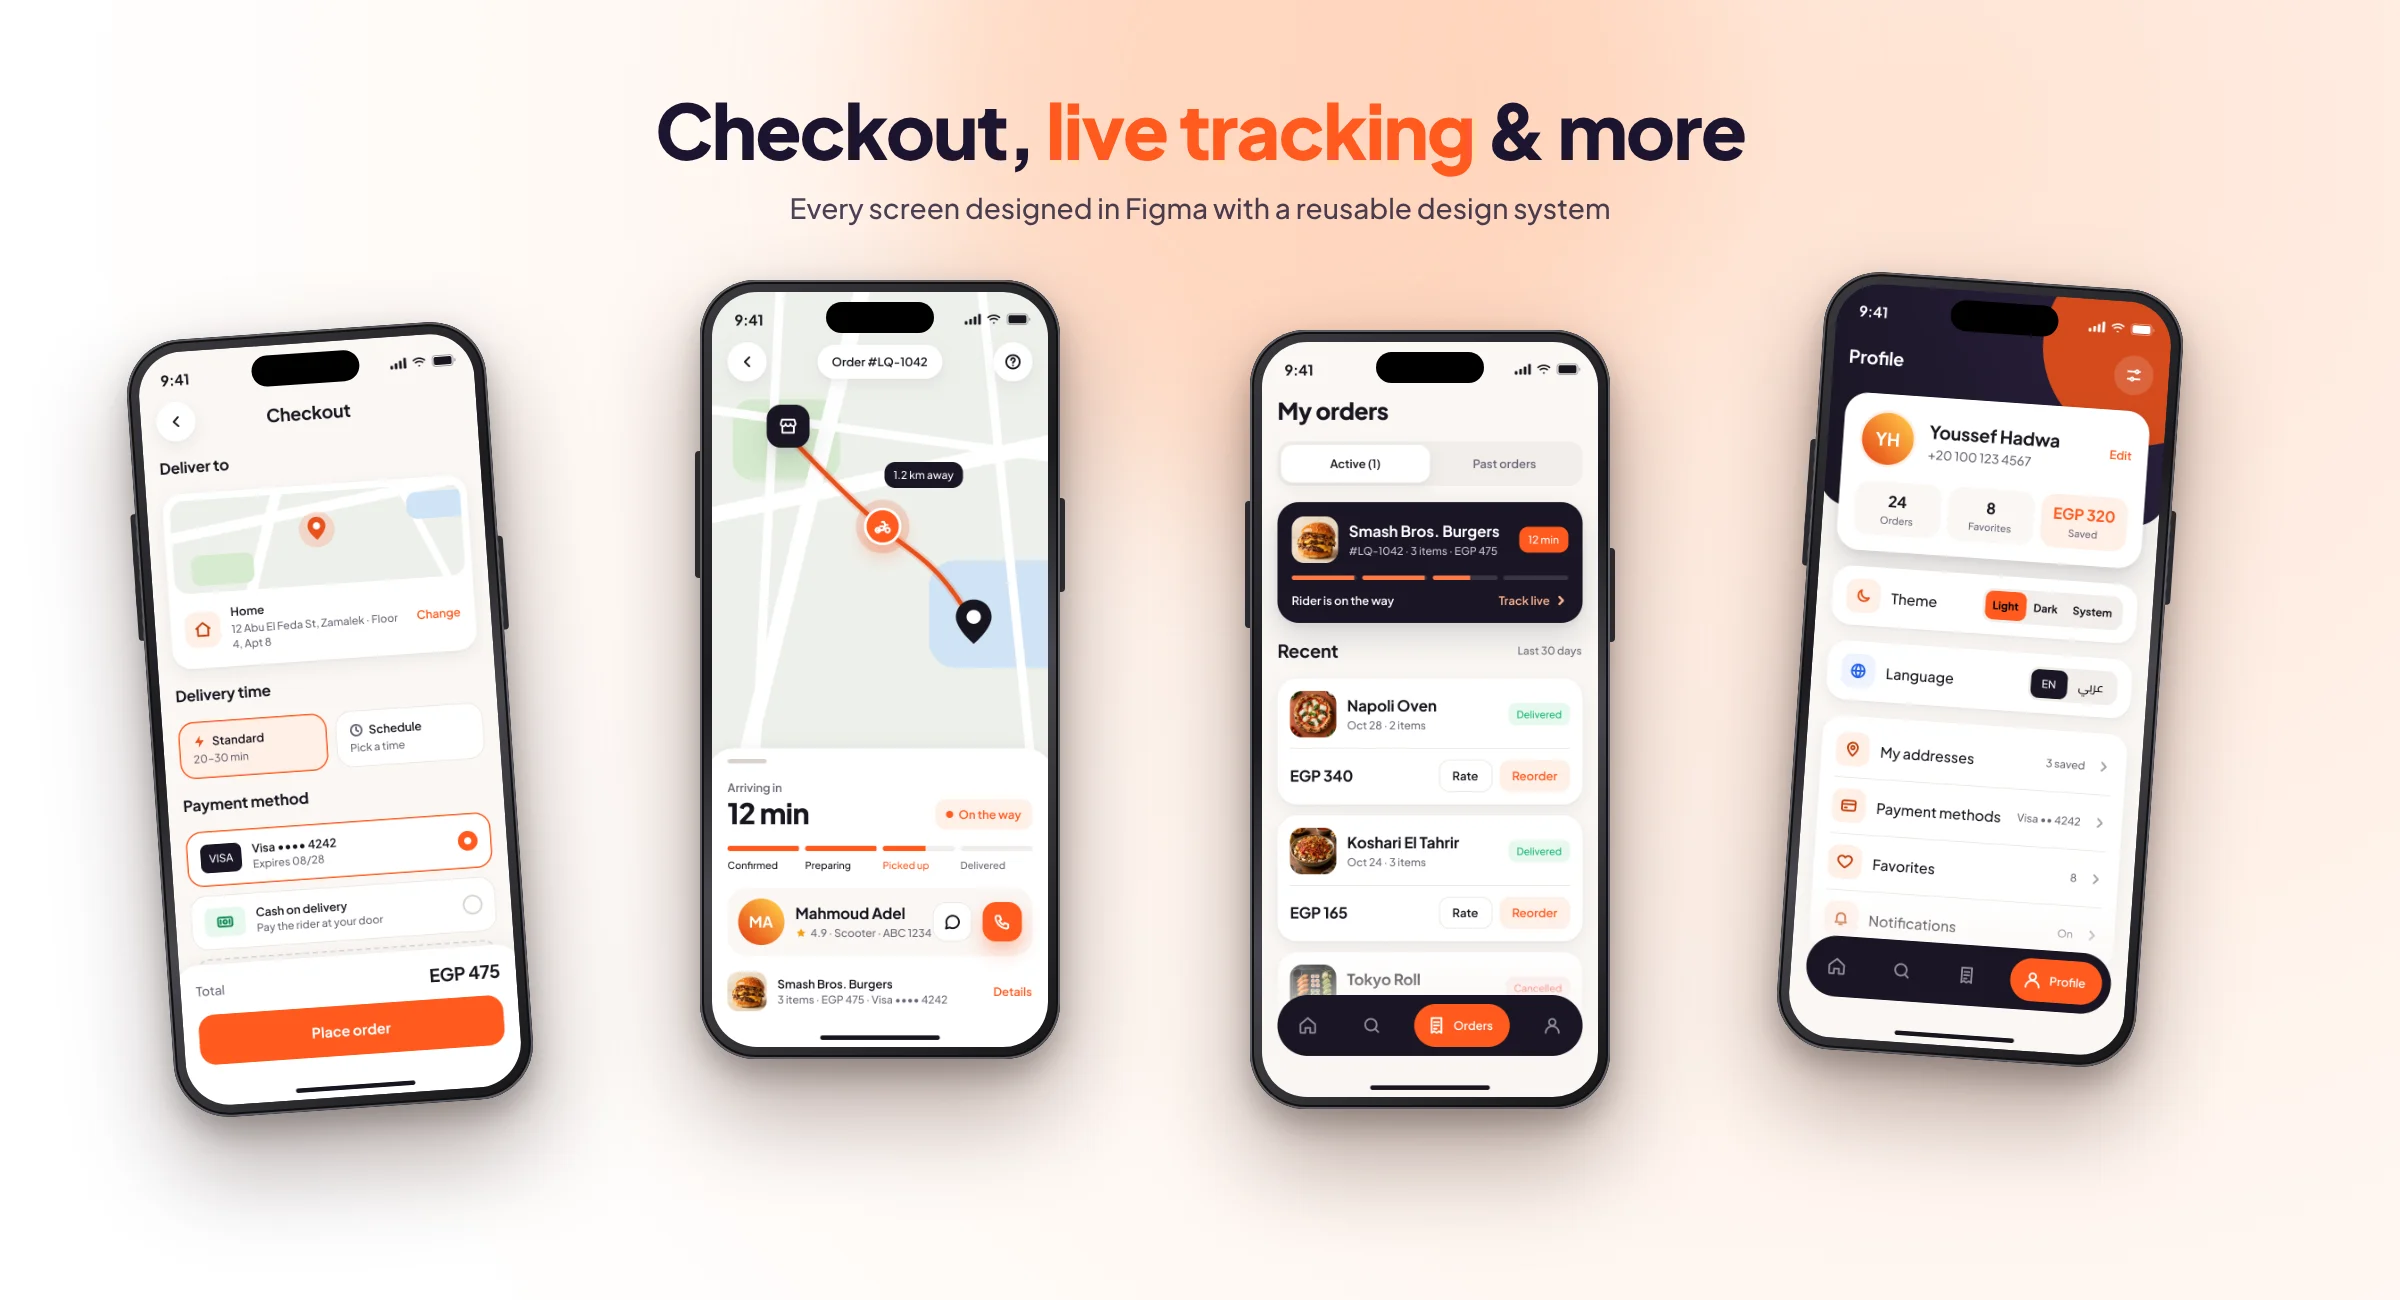 Checkout, live tracking & more
Every screen designed in Figma with a reusable design system
9:41
Checkout
Deliver to
Home
12 Abu El Feda St, Zamalek · Floor
4, Apt 8
Change
Delivery time
Standard
20–30 min
Schedule
Pick a time
Payment method
VISA
Visa •••• 4242
Expires 08/28
Cash on delivery
Pay the rider at your door
Total
EGP 475
Place order
9:41
Order #LQ-1042
1.2 km away
Arriving in
12 min
On the way
Confirmed
Preparing
Picked up
Delivered
MA
Mahmoud Adel
4.9 · Scooter · ABC 1234
Smash Bros. Burgers
3 items · EGP 475 · Visa •••• 4242
Details
9:41
My orders
Active (1)
Past orders
Smash Bros. Burgers
#LQ-1042 · 3 items · EGP 475
12 min
Rider is on the way
Track live
Recent
Last 30 days
Napoli Oven
Oct 28 · 2 items
Delivered
EGP 340
Rate
Reorder
Koshari El Tahrir
Oct 24 · 3 items
Delivered
EGP 165
Rate
Reorder
Tokyo Roll
Cancelled
Orders
9:41
Profile
YH
Youssef Hadwa
+20 100 123 4567
Edit
24
Orders
8
Favorites
EGP 320
Saved
Theme
Light
Dark
System
Language
EN
عربي
My addresses
3 saved
Payment methods
Visa •• 4242
Favorites
8
Notifications
On
Profile